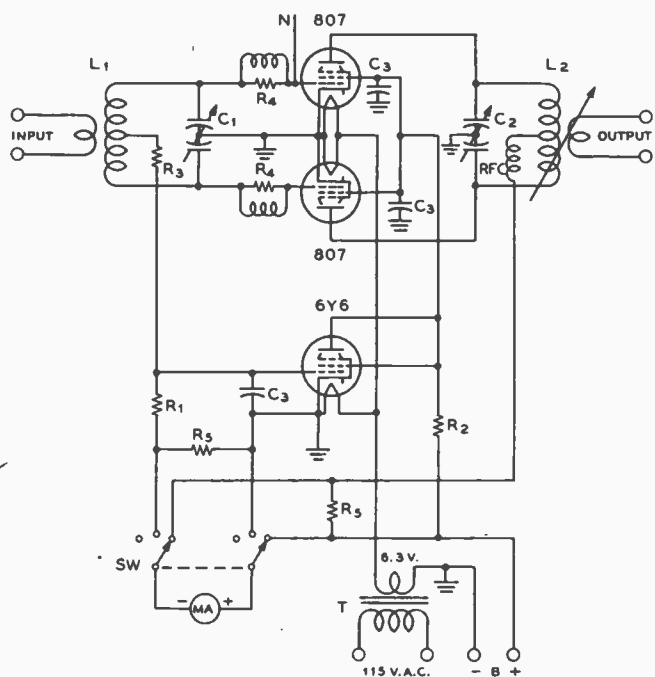 N 807
L1
C3
L2
R4
C1
C2
INPUT
OUTPUT
R3
R4
RFC
C3
807
6Y6
C3
R1
R2
R5
R5
SW
6.3 V.
- MA +
T
115 V.A.C.
- B +